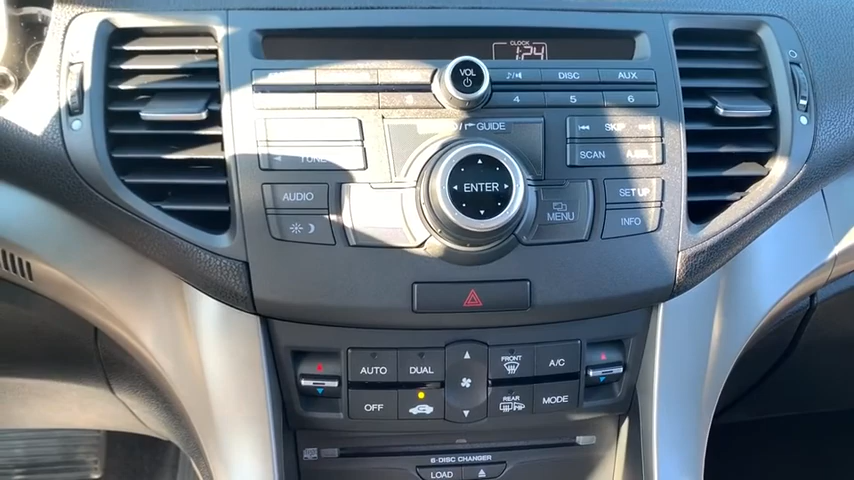 CLOCK
1:24
VOL
DISC
AUX
4 5 6
GUIDE
SKIP
TUNE
SCAN
A.SEL
ENTER
AUDIO
MENU
SET UP
INFO
AUTO
DUAL
FRONT
A/C
OFF
REAR
MODE
6-DISC CHANGER
LOAD